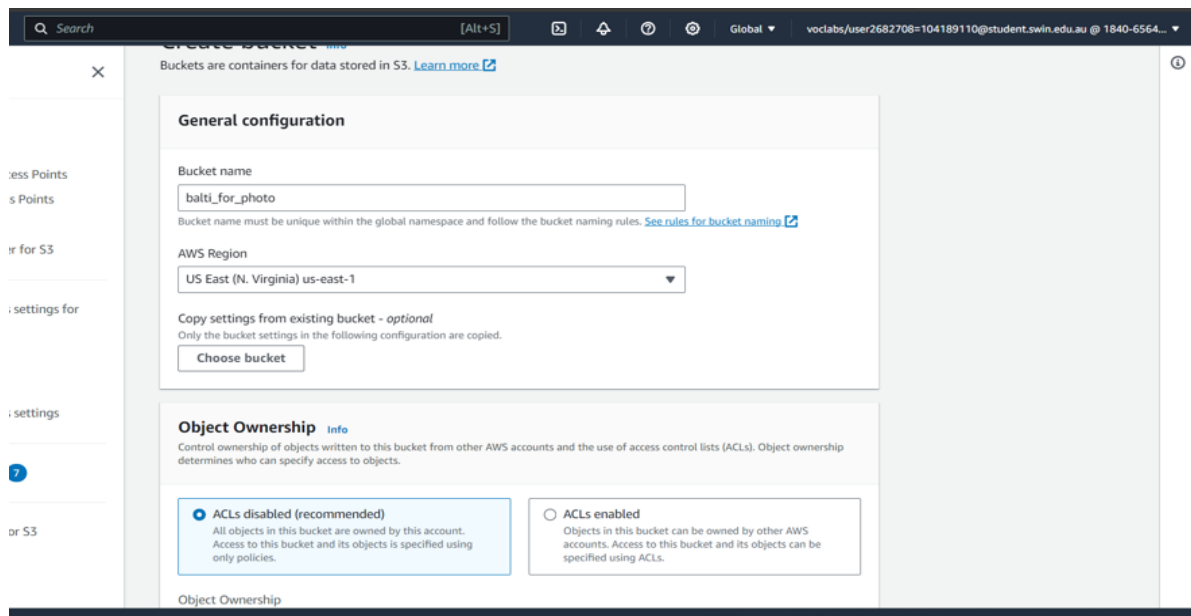 Search [Alt+S] Global voclabs/user2682708=104189110@student.swin.edu.au @ 1840-6564...
Create bucket Info
Buckets are containers for data stored in S3. Learn more
General configuration
Bucket name
balti_for_photo
Bucket name must be unique within the global namespace and follow the bucket naming rules. See rules for bucket naming
AWS Region
US East (N. Virginia) us-east-1
Copy settings from existing bucket - optional
Only the bucket settings in the following configuration are copied.
Choose bucket
Object Ownership Info
Control ownership of objects written to this bucket from other AWS accounts and the use of access control lists (ACLs). Object ownership
determines who can specify access to objects.
ACLs disabled (recommended)
All objects in this bucket are owned by this account.
Access to this bucket and its objects is specified using
only policies.
ACLs enabled
Objects in this bucket can be owned by other AWS
accounts. Access to this bucket and its objects can be
specified using ACLs.
Object Ownership
Points
Points
for S3
settings for
settings
7
or S3